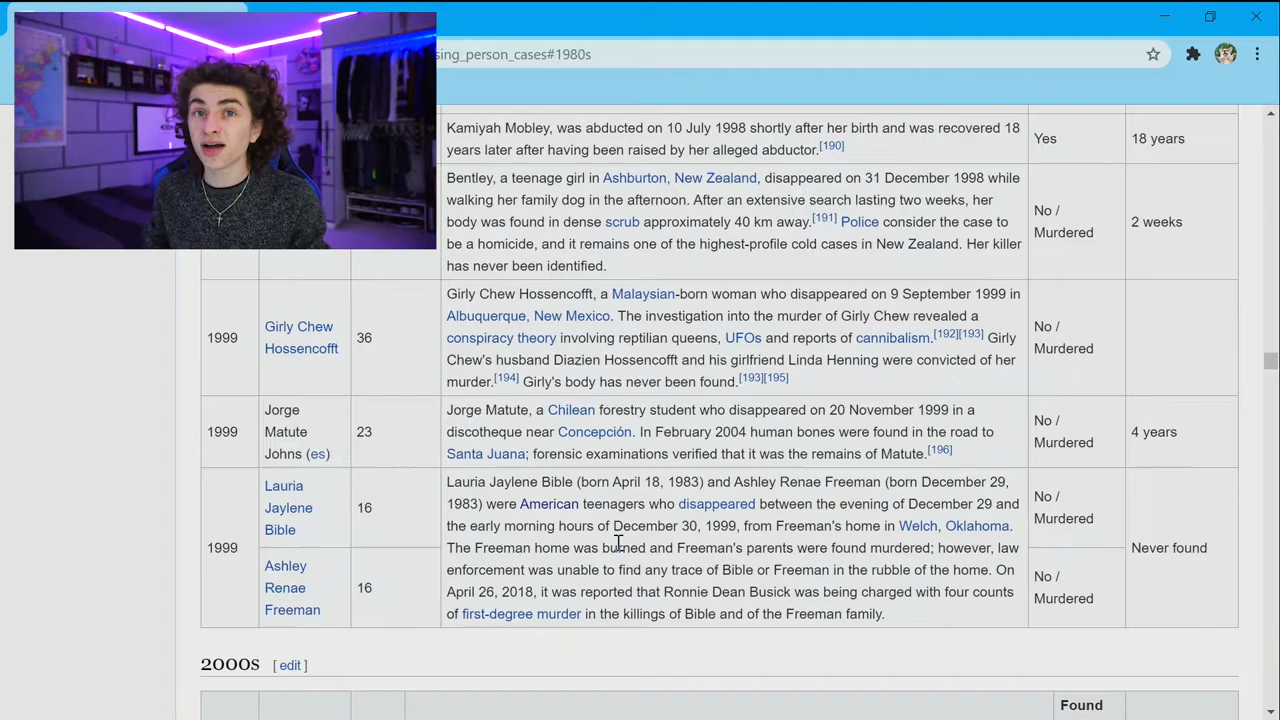 sing_person_cases#1980s
Kamiyah Mobley, was abducted on 10 July 1998 shortly after her birth and was recovered 18
years later after having been raised by her alleged abductor.[190]
Yes
18 years
Bentley, a teenage girl in Ashburton, New Zealand, disappeared on 31 December 1998 while
walking her family dog in the afternoon. After an extensive search lasting two weeks, her
body was found in dense scrub approximately 40 km away.[191] Police consider the case to
be a homicide, and it remains one of the highest-profile cold cases in New Zealand. Her killer
has never been identified.
No /
Murdered
2 weeks
1999
Girly Chew
Hossencofft
36
Girly Chew Hossencofft, a Malaysian-born woman who disappeared on 9 September 1999 in
Albuquerque, New Mexico. The investigation into the murder of Girly Chew revealed a
conspiracy theory involving reptilian queens, UFOs and reports of cannibalism.[192][193] Girly
Chew's husband Diazien Hossencofft and his girlfriend Linda Henning were convicted of her
murder.[194] Girly's body has never been found.[193][195]
No /
Murdered
1999
Jorge
Matute
Johns (es)
23
Jorge Matute, a Chilean forestry student who disappeared on 20 November 1999 in a
discotheque near Concepción. In February 2004 human bones were found in the road to
Santa Juana; forensic examinations verified that it was the remains of Matute.[196]
No /
Murdered
4 years
1999
Lauria
Jaylene
Bible
16
Ashley
Renae
Freeman
16
Lauria Jaylene Bible (born April 18, 1983) and Ashley Renae Freeman (born December 29,
1983) were American teenagers who disappeared between the evening of December 29 and
the early morning hours of December 30, 1999, from Freeman's home in Welch, Oklahoma.
The Freeman home was burned and Freeman's parents were found murdered; however, law
enforcement was unable to find any trace of Bible or Freeman in the rubble of the home. On
April 26, 2018, it was reported that Ronnie Dean Busick was being charged with four counts
of first-degree murder in the killings of Bible and of the Freeman family.
No /
Murdered
No /
Murdered
Never found
2000s [ edit ]
Found